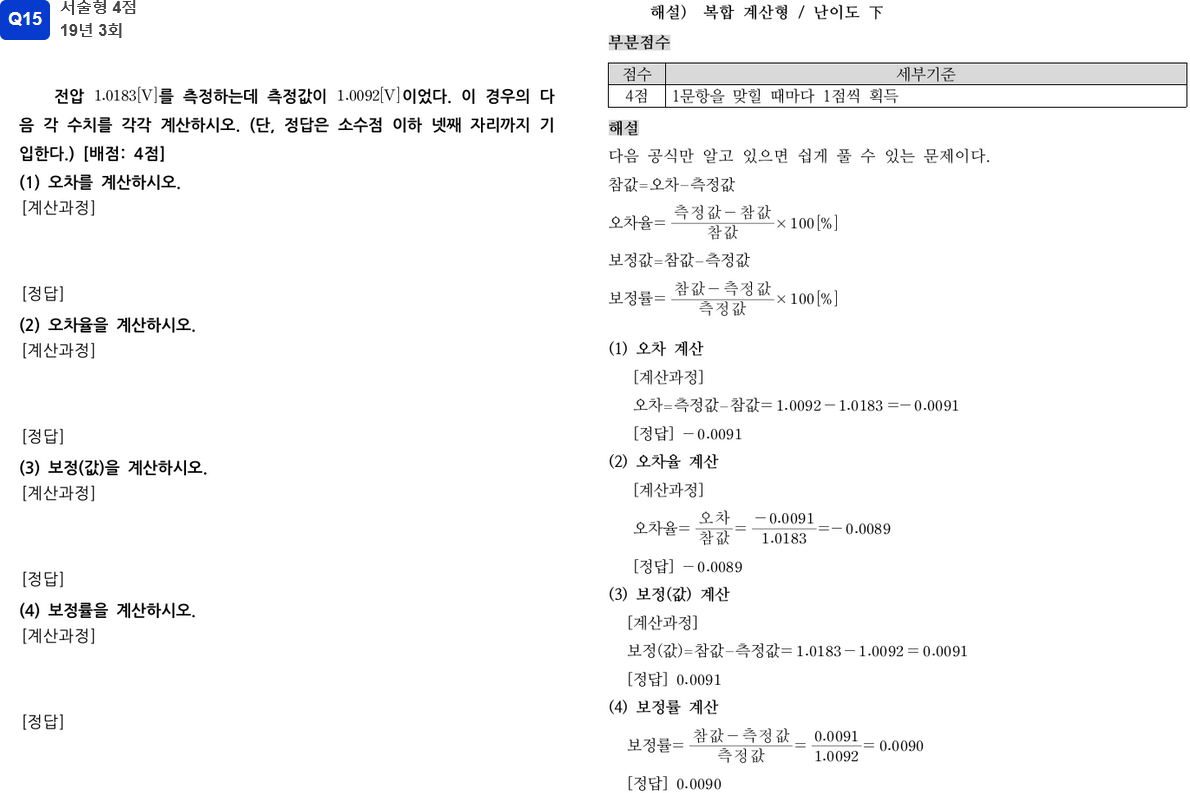 Q15
서술형 4점
19년 3회
전압 1.0183[V]를 측정하는데 측정값이 1.0092[V]이었다. 이 경우의 다
음 각 수치를 각각 계산하시오. (단, 정답은 소수점 이하 넷째 자리까지 기
입한다.) [배점: 4점]
(1) 오차를 계산하시오.
[계산과정]
[정답]
(2) 오차율을 계산하시오.
[계산과정]
[정답]
(3) 보정(값)을 계산하시오.
[계산과정]
[정답]
(4) 보정률을 계산하시오.
[계산과정]
[정답]
해설) 복합 계산형 / 난이도 下
부분점수
점수 세부기준
4점 1문항을 맞힐 때마다 1점씩 획득
해설
다음 공식만 알고 있으면 쉽게 풀 수 있는 문제이다.
참값=오차-측정값
오차율= (측정값-참값)/참값 ×100[%]
보정값=참값-측정값
보정률= (참값-측정값)/측정값 ×100[%]
(1) 오차 계산
[계산과정]
오차=측정값-참값=1.0092-1.0183=-0.0091
[정답] -0.0091
(2) 오차율 계산
[계산과정]
오차율= 오차/참값 = -0.0091/1.0183 =-0.0089
[정답] -0.0089
(3) 보정(값) 계산
[계산과정]
보정(값)=참값-측정값=1.0183-1.0092=0.0091
[정답] 0.0091
(4) 보정률 계산
보정률= (참값-측정값)/측정값 = 0.0091/1.0092 = 0.0090
[정답] 0.0090